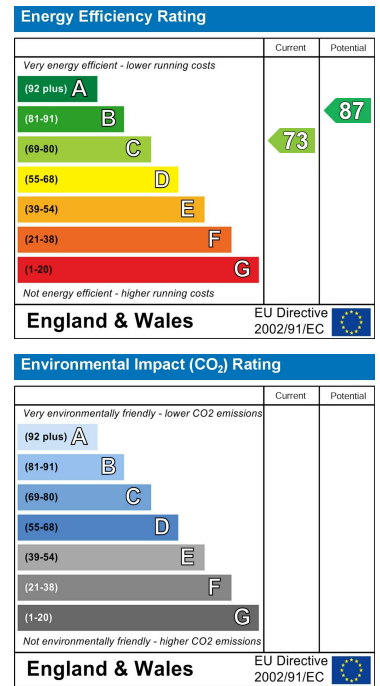 Energy Efficiency Rating
Current Potential
Very energy efficient - lower running costs
(92 plus) A
(81-91) B
(69-80) C
(55-68) D
(39-54) E
(21-38) F
(1-20) G
73
87
Not energy efficient - higher running costs
England & Wales
EU Directive
2002/91/EC
Environmental Impact (CO₂) Rating
Current Potential
Very environmentally friendly - lower CO2 emissions
(92 plus) A
(81-91) B
(69-80) C
(55-68) D
(39-54) E
(21-38) F
(1-20) G
Not environmentally friendly - higher CO2 emissions
England & Wales
EU Directive
2002/91/EC